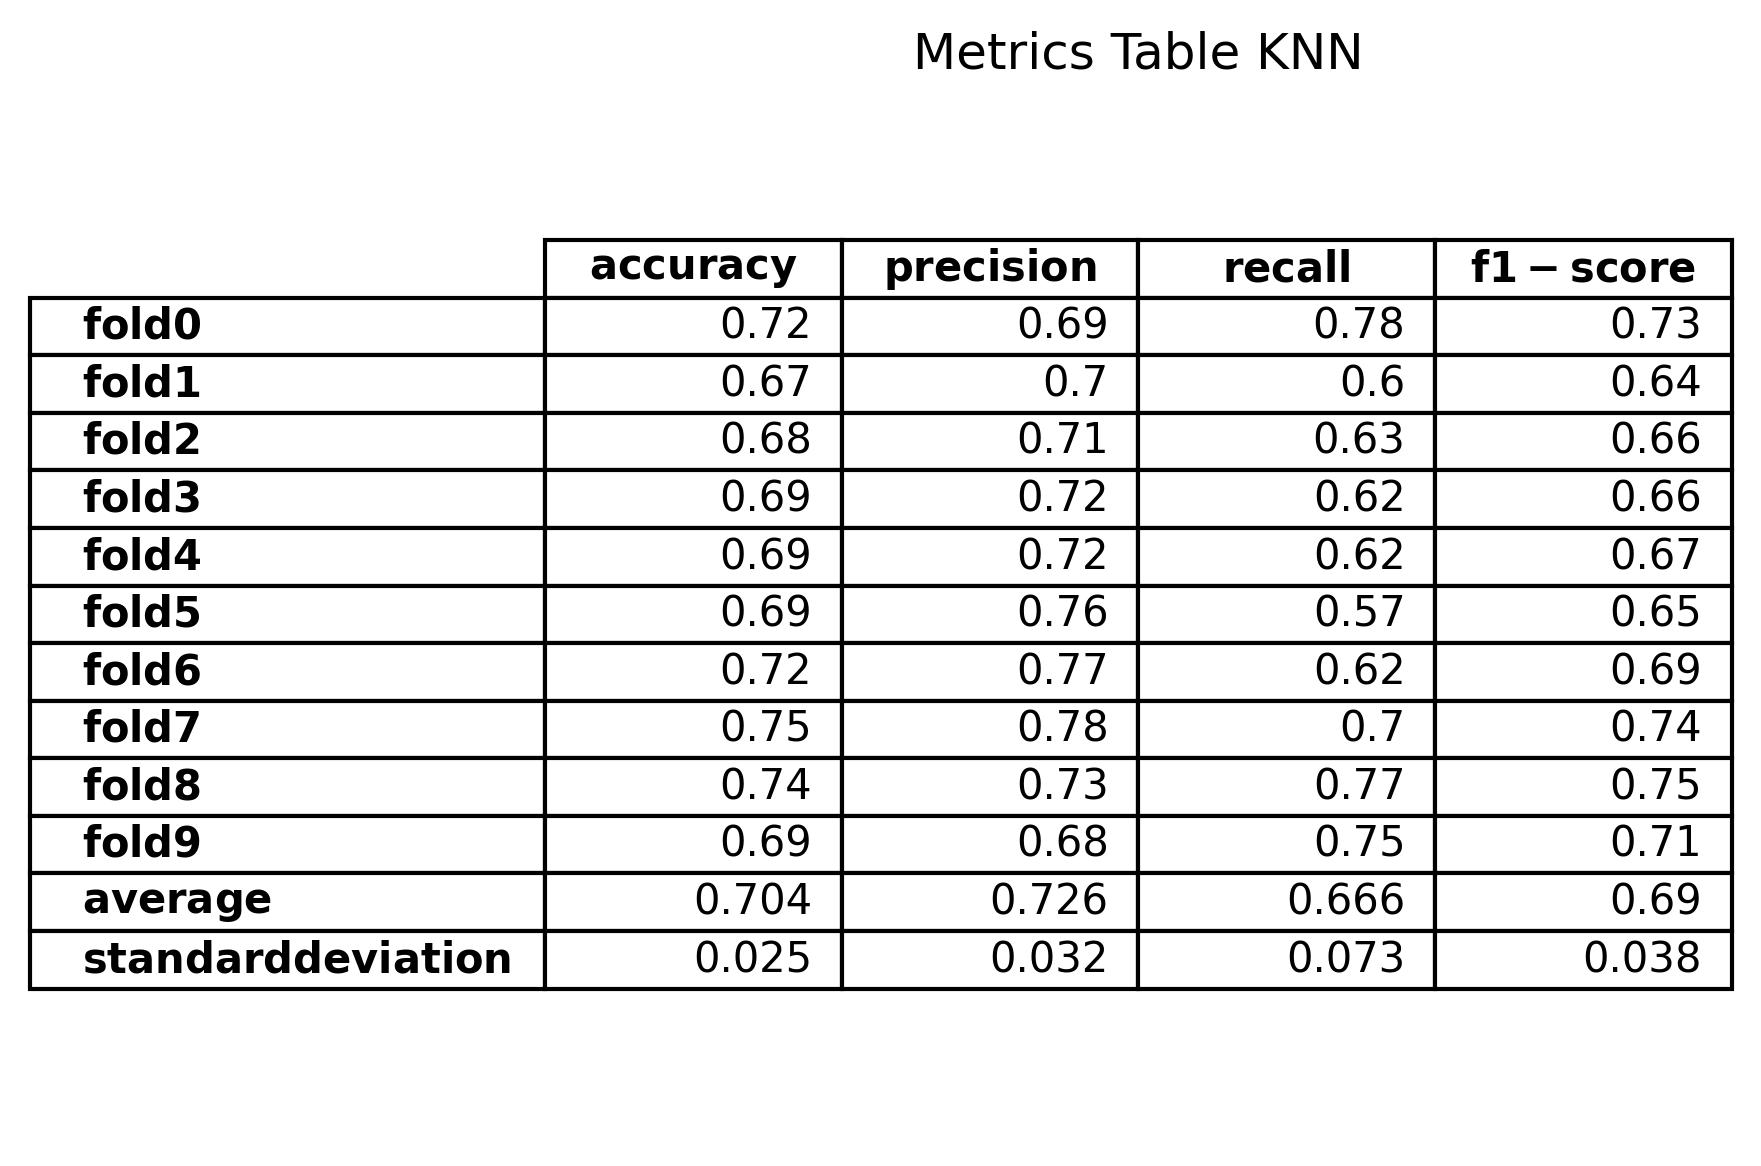 Metrics Table KNN
accuracy precision recall f1 − score
fold0 0.72 0.69 0.78 0.73
fold1 0.67 0.7 0.6 0.64
fold2 0.68 0.71 0.63 0.66
fold3 0.69 0.72 0.62 0.66
fold4 0.69 0.72 0.62 0.67
fold5 0.69 0.76 0.57 0.65
fold6 0.72 0.77 0.62 0.69
fold7 0.75 0.78 0.7 0.74
fold8 0.74 0.73 0.77 0.75
fold9 0.69 0.68 0.75 0.71
average 0.704 0.726 0.666 0.69
standarddeviation 0.025 0.032 0.073 0.038